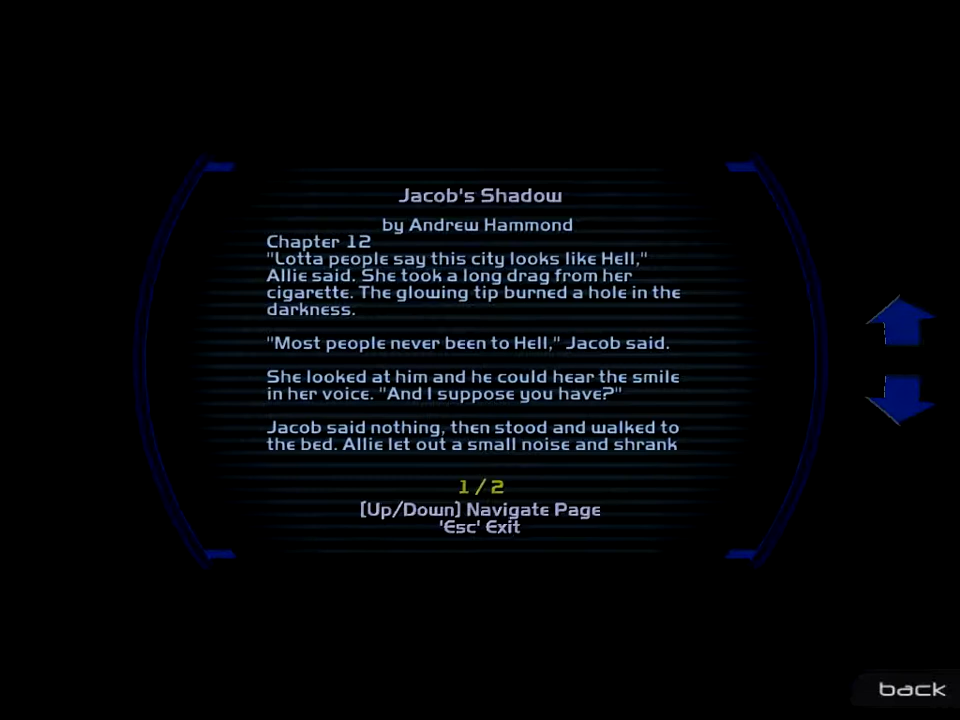 Jacob's Shadow
by Andrew Hammond
Chapter 12
"Lotta people say this city looks like Hell,"
Allie said. She took a long drag from her
cigarette. The glowing tip burned a hole in the
darkness.
"Most people never been to Hell," Jacob said.
She looked at him and he could hear the smile
in her voice. "And I suppose you have?"
Jacob said nothing, then stood and walked to
the bed. Allie let out a small noise and shrank
1 / 2
[Up/Down] Navigate Page
'Esc' Exit
back